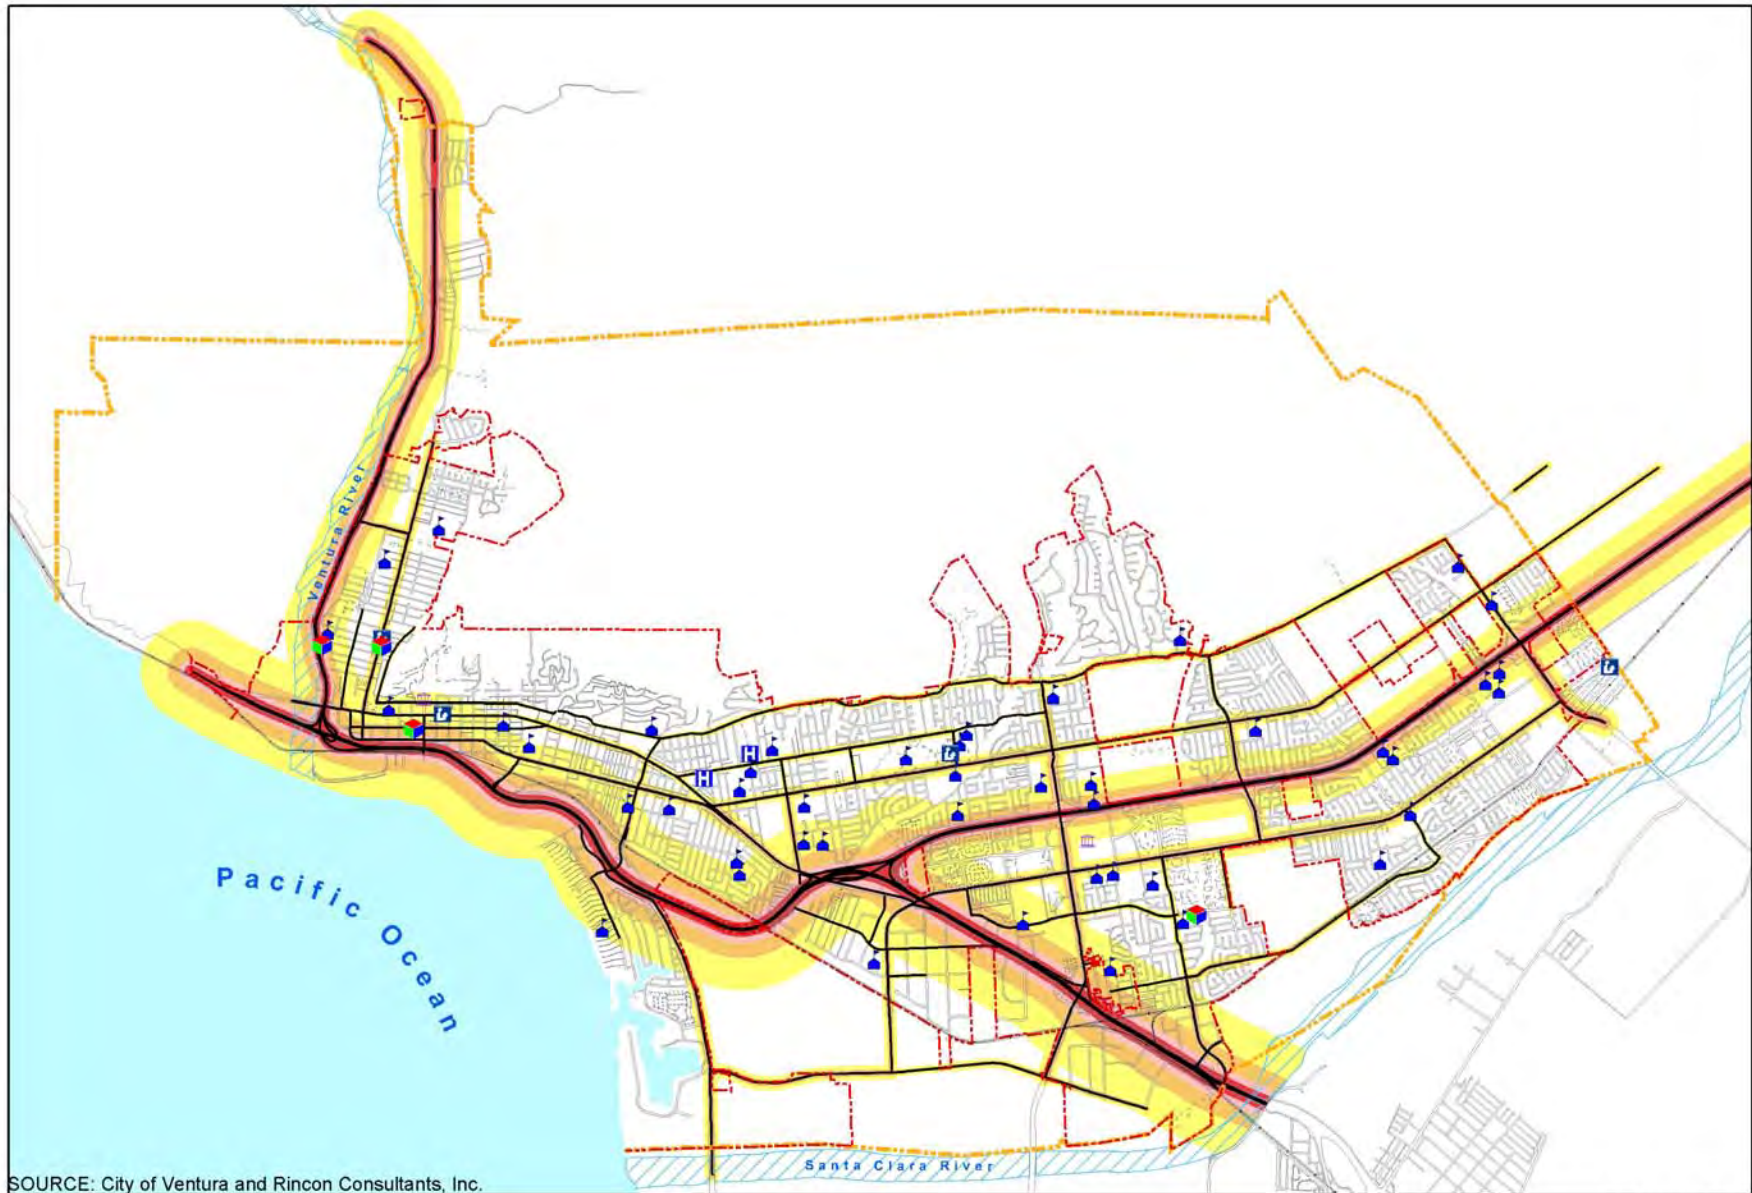 Ventura River
Pacific Ocean
H
H
Santa Clara River
SOURCE: City of Ventura and Rincon Consultants, Inc.